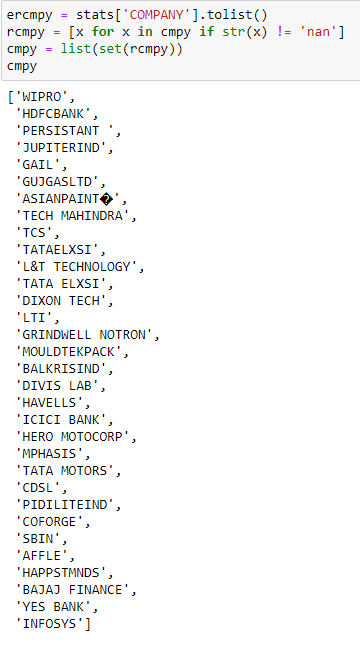 ercmpy = stats['COMPANY'].tolist()
rcmpy = [x for x in cmpy if str(x) != 'nan']
cmpy = list(set(rcmpy))
cmpy
['WIPRO',
'HDFCBANK',
'PERSISTANT ',
'JUPITERIND',
'GAIL',
'GUJGASLTD',
'ASIANPAINT�',
'TECH MAHINDRA',
'TCS',
'TATAELXSI',
'L&T TECHNOLOGY',
'TATA ELXSI',
'DIXON TECH',
'LTI',
'GRINDWELL NOTRON',
'MOULDTEKPACK',
'BALKRISIND',
'DIVIS LAB',
'HAVELLS',
'ICICI BANK',
'HERO MOTOCORP',
'MPHASIS',
'TATA MOTORS',
'CDSL',
'PIDILITEIND',
'COFORGE',
'SBIN',
'AFFLE',
'HAPPSTMNDS',
'BAJAJ FINANCE',
'YES BANK',
'INFOSYS']